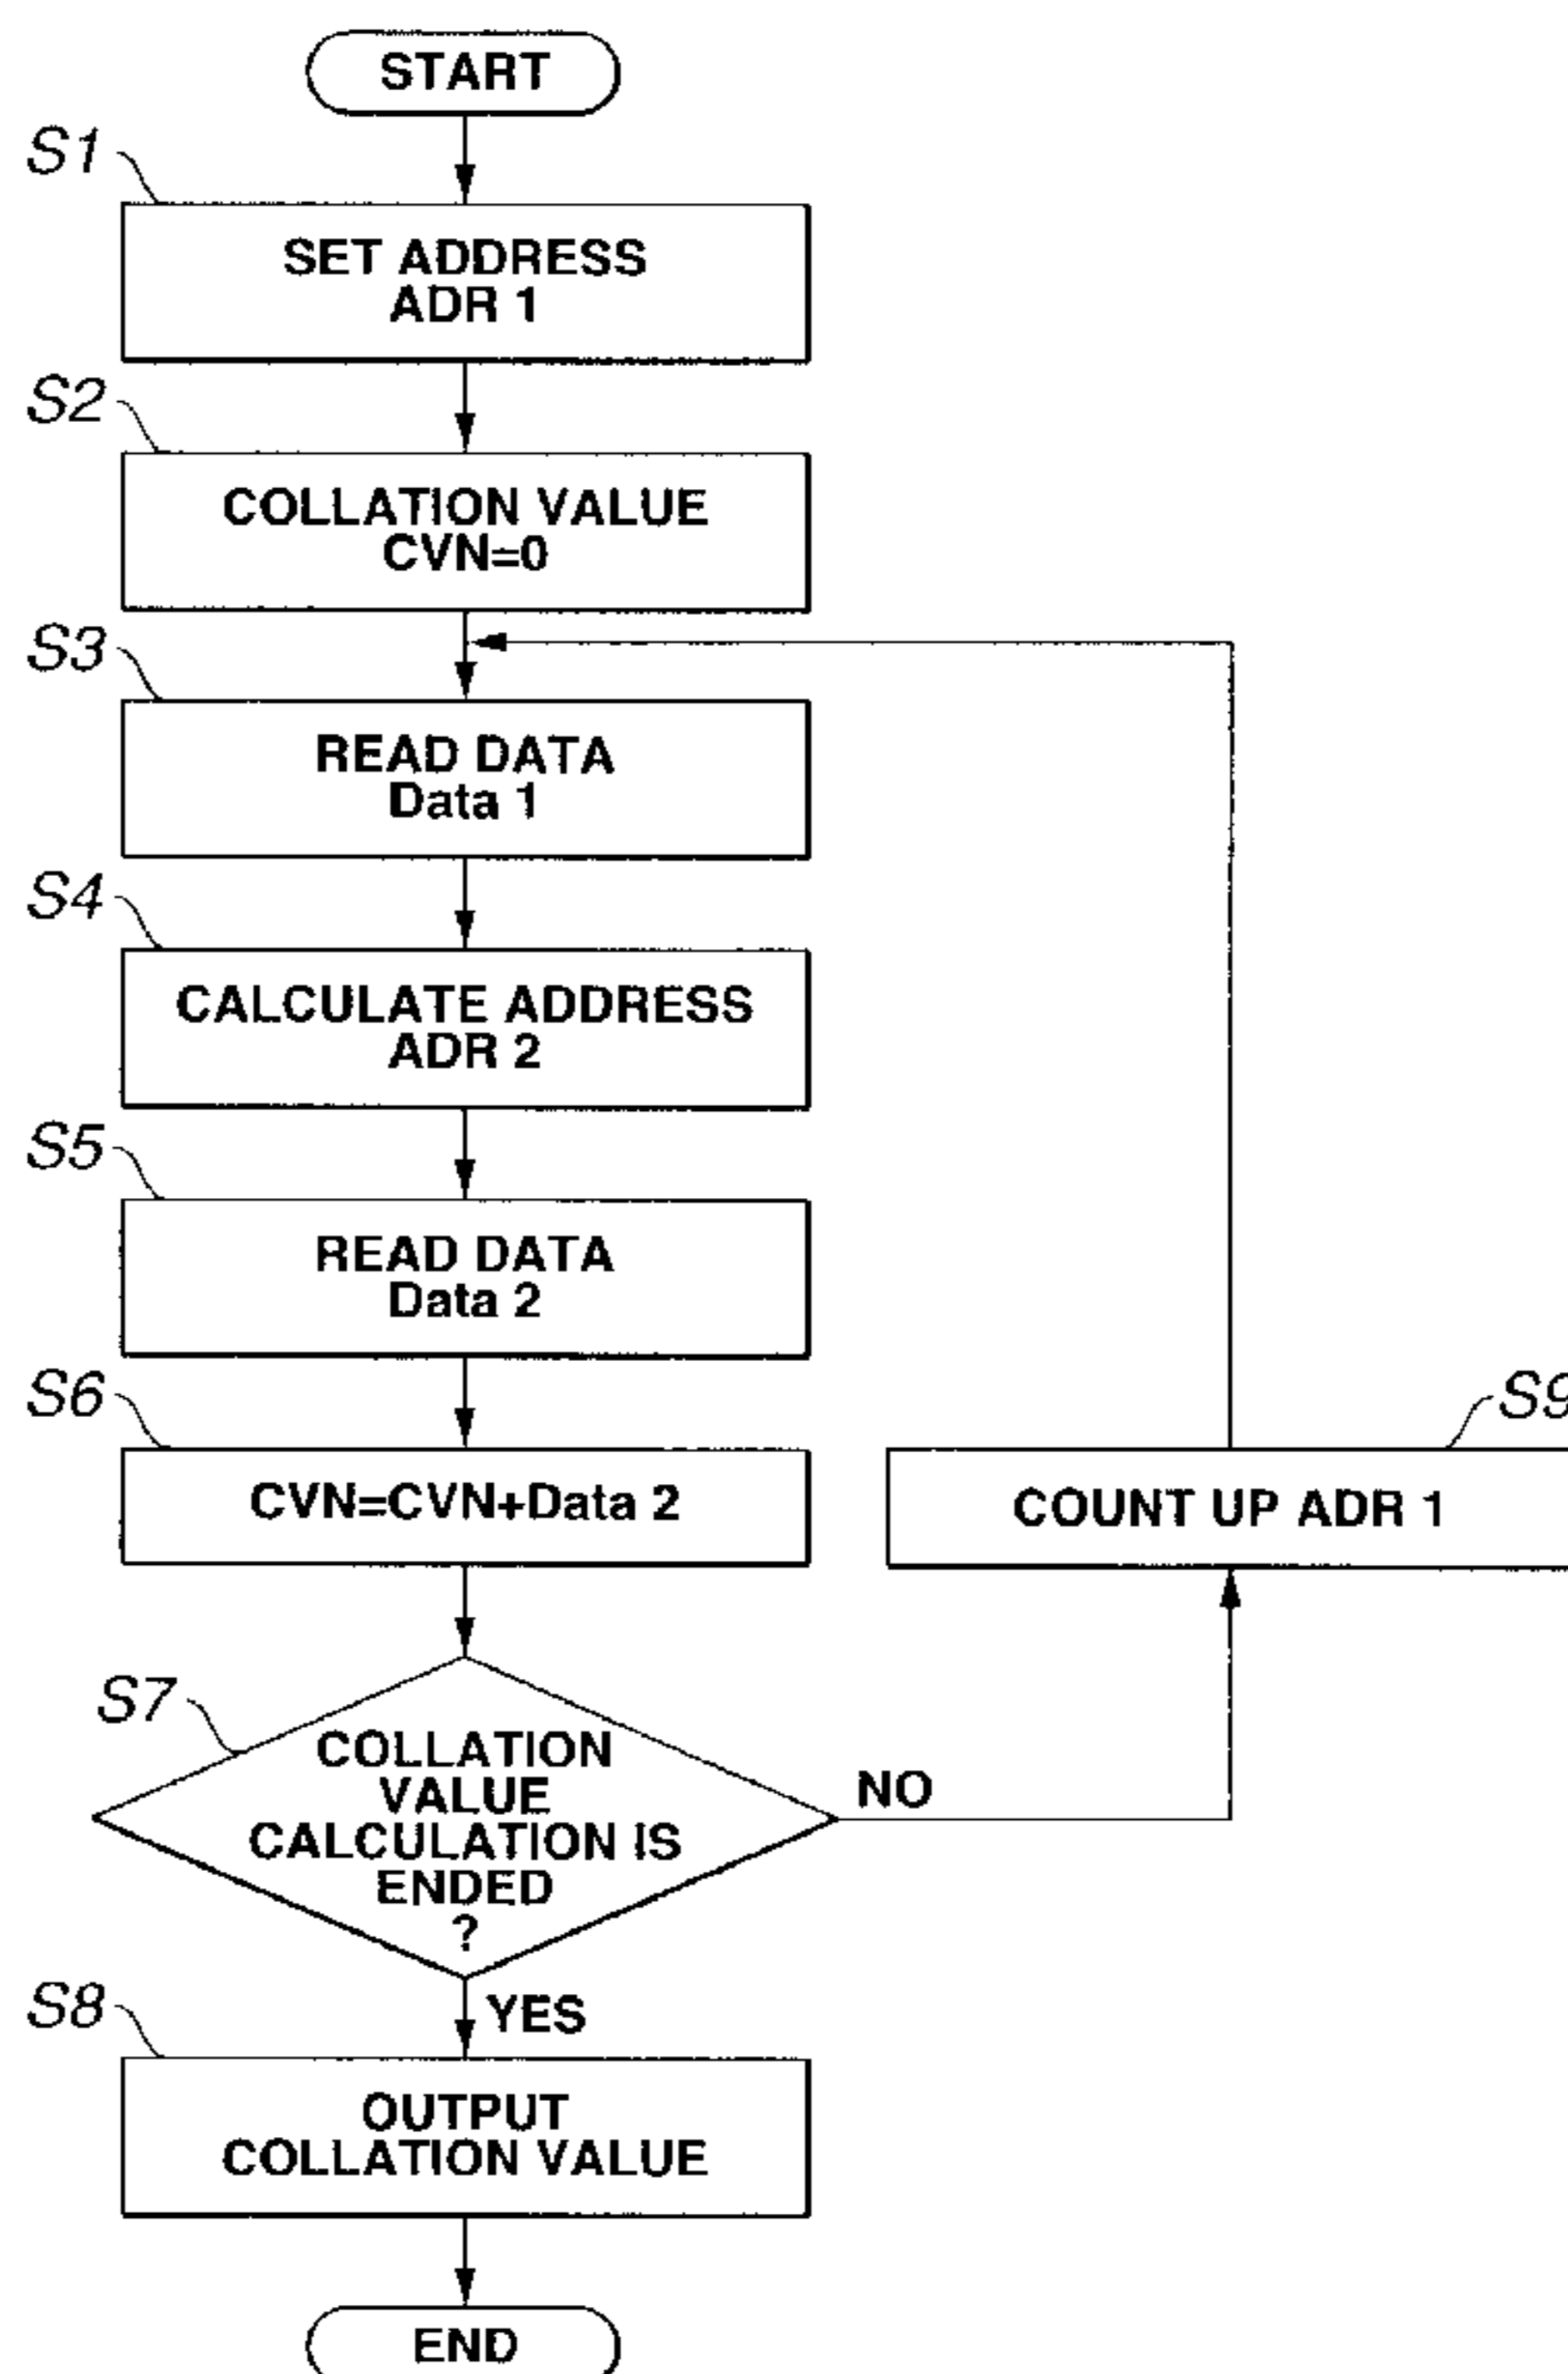 START
S1
SET ADDRESS
ADR 1
S2
COLLATION VALUE
CVN=0
S3
READ DATA
Data 1
S4
CALCULATE ADDRESS
ADR 2
S5
READ DATA
Data 2
S6
CVN=CVN+Data 2
S9
COUNT UP ADR 1
S7
COLLATION
VALUE
CALCULATION IS
ENDED
?
NO
YES
S8
OUTPUT
COLLATION VALUE
END